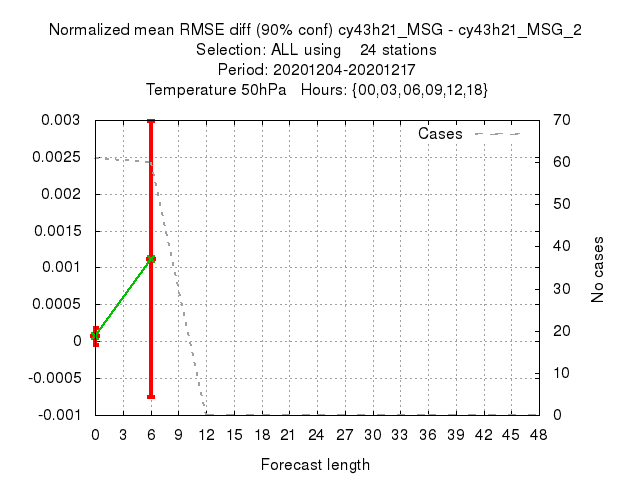 Normalized mean RMSE diff (90% conf) cy43h21_MSG - cy43h21_MSG_2
Selection: ALL using 24 stations
Period: 20201204-20201217
Temperature 50hPa Hours: {00,03,06,09,12,18}
Cases
0.003
0.0025
0.002
0.0015
0.001
0.0005
0
-0.0005
-0.001
70
60
50
40
30
20
10
0
No cases
0 3 6 9 12 15 18 21 24 27 30 33 36 39 42 45 48
Forecast length